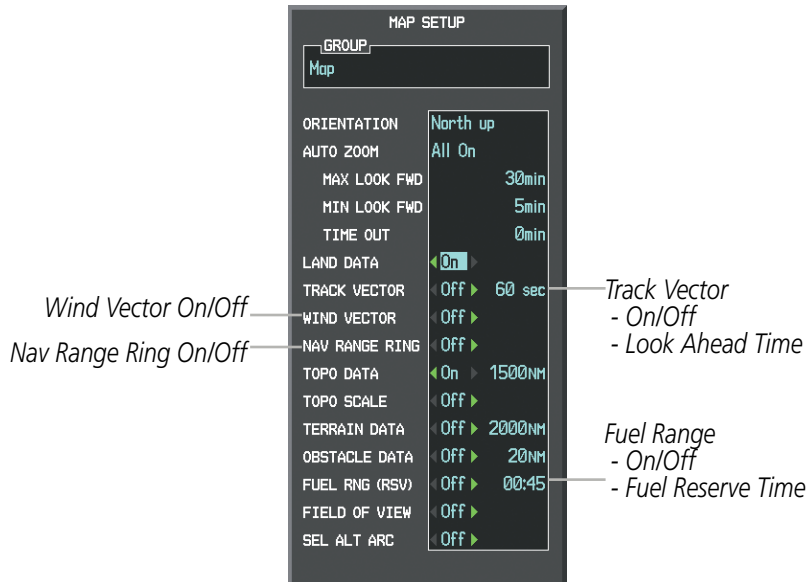 MAP SETUP
GROUP
Map
ORIENTATION North up
AUTO ZOOM All On
MAX LOOK FWD 30min
MIN LOOK FWD 5min
TIME OUT 0min
LAND DATA On
TRACK VECTOR Off 60 sec
WIND VECTOR Off
NAV RANGE RING Off
TOPO DATA On 1500NM
TOPO SCALE Off
TERRAIN DATA Off 2000NM
OBSTACLE DATA Off 20NM
FUEL RNG (RSV) Off 00:45
FIELD OF VIEW Off
SEL ALT ARC Off
Wind Vector On/Off
Nav Range Ring On/Off
Track Vector
- On/Off
- Look Ahead Time
Fuel Range
- On/Off
- Fuel Reserve Time